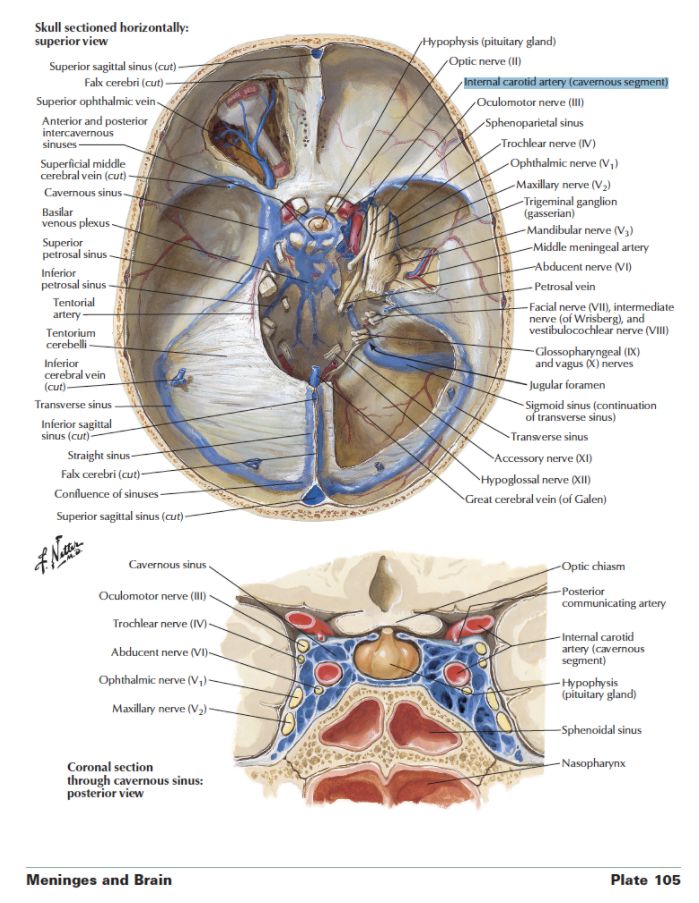 Skull sectioned horizontally:
superior view
Superior sagittal sinus (cut)
Falx cerebri (cut)
Superior ophthalmic vein
Anterior and posterior
intercavernous
sinuses
Superficial middle
cerebral vein (cut)
Cavernous sinus
Basilar
venous plexus
Superior
petrosal sinus
Inferior
petrosal sinus
Tentorial
artery
Tentorium
cerebelli
Inferior
cerebral vein
(cut)
Transverse sinus
Inferior sagittal
sinus (cut)
Straight sinus
Falx cerebri (cut)
Confluence of sinuses
Superior sagittal sinus (cut)
Hypophysis (pituitary gland)
Optic nerve (II)
Internal carotid artery (cavernous segment)
Oculomotor nerve (III)
Sphenoparietal sinus
Trochlear nerve (IV)
Ophthalmic nerve (V1)
Maxillary nerve (V2)
Trigeminal ganglion
(gasserian)
Mandibular nerve (V3)
Middle meningeal artery
Abducent nerve (VI)
Petrosal vein
Facial nerve (VII), intermediate
nerve (of Wrisberg), and
vestibulocochlear nerve (VIII)
Glossopharyngeal (IX)
and vagus (X) nerves
Jugular foramen
Sigmoid sinus (continuation
of transverse sinus)
Transverse sinus
Accessory nerve (XI)
Hypoglossal nerve (XII)
Great cerebral vein (of Galen)
F. Netter
M.D.
Cavernous sinus
Oculomotor nerve (III)
Trochlear nerve (IV)
Abducent nerve (VI)
Ophthalmic nerve (V1)
Maxillary nerve (V2)
Coronal section
through cavernous sinus:
posterior view
Optic chiasm
Posterior
communicating artery
Internal carotid
artery (cavernous
segment)
Hypophysis
(pituitary gland)
Sphenoidal sinus
Nasopharynx
Meninges and Brain
Plate 105